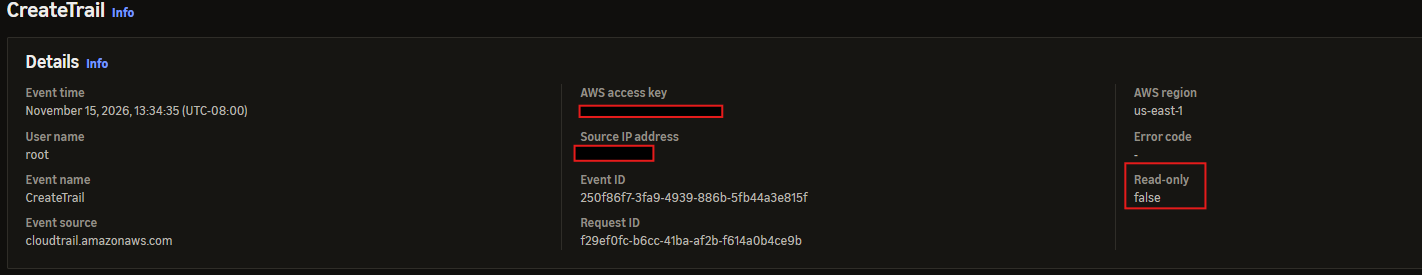 CreateTrail Info
Details Info
Event time
November 15, 2026, 13:34:35 (UTC-08:00)
User name
root
Event name
CreateTrail
Event source
cloudtrail.amazonaws.com
AWS access key
Source IP address
Event ID
250f86f7-3fa9-4939-886b-5fb44a3e815f
Request ID
f29ef0fc-b6cc-41ba-af2b-f614a0b4ce9b
AWS region
us-east-1
Error code
-
Read-only
false